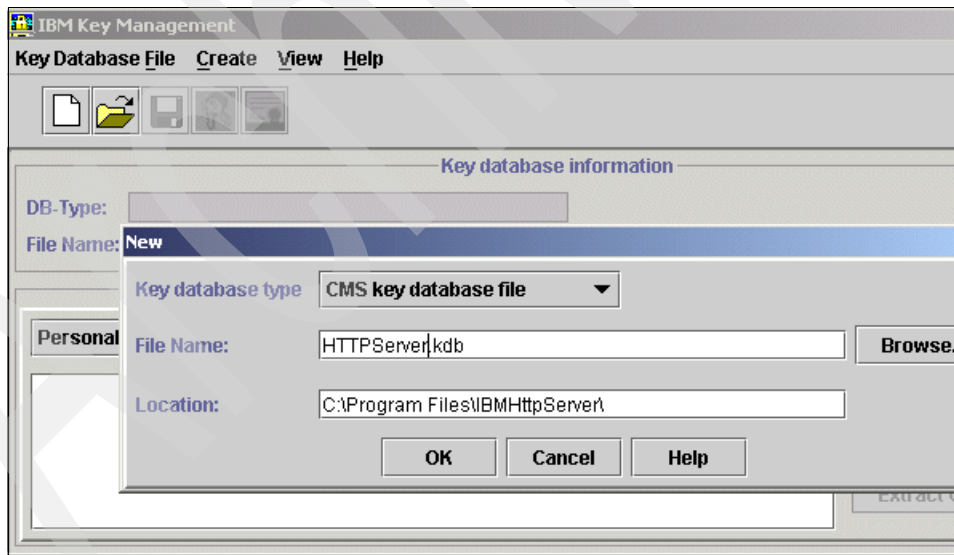 IBM Key Management
Key Database File Create View Help
Key database information
DB-Type:
File Name:
New
Key database type CMS key database file
Personal
File Name: HTTPServer.kdb Browse.
Location: C:\Program Files\IBMHttpServer\
OK Cancel Help
Extract